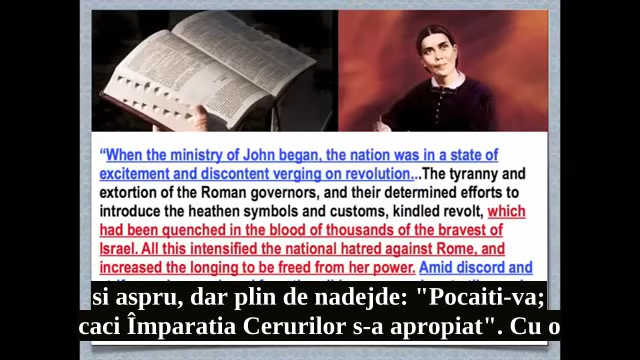 “When the ministry of John began, the nation was in a state of
excitement and discontent verging on revolution...The tyranny and
extortion of the Roman governors, and their determined efforts to
introduce the heathen symbols and customs, kindled revolt, which
had been quenched in the blood of thousands of the bravest of
Israel. All this intensified the national hatred against Rome, and
increased the longing to be freed from her power. Amid discord and
si aspru, dar plin de nadejde: "Pocaiti-va;
caci Împaratia Cerurilor s-a apropiat". Cu o